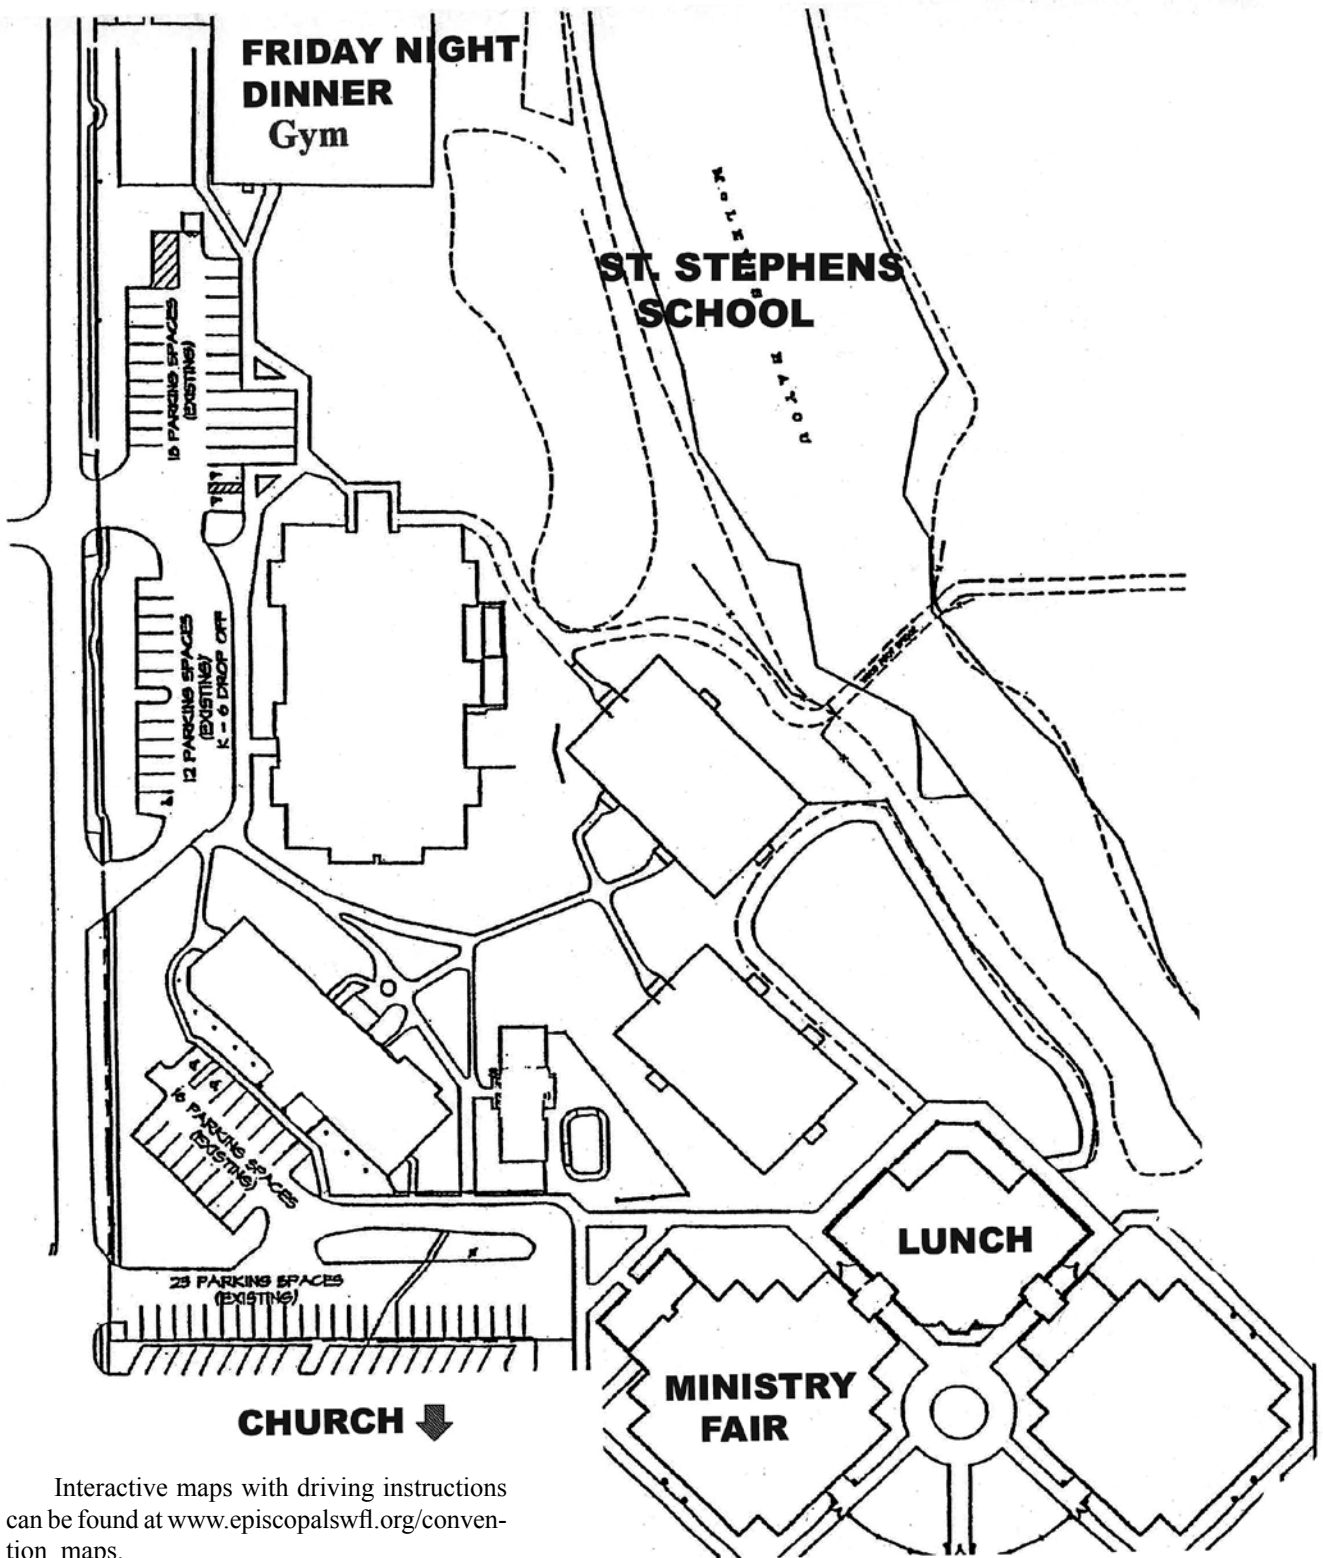 FRIDAY NIGHT
DINNER
Gym
ST. STEPHENS
SCHOOL
BAYOU
18 PARKING SPACES
(EXISTING)
12 PARKING SPACES
(EXISTING)
K - 6 DROP OFF
16 PARKING SPACES
(EXISTING)
23 PARKING SPACES
(EXISTING)
LUNCH
MINISTRY
FAIR
CHURCH
Interactive maps with driving instructions
can be found at www.episcopalswfl.org/conven-
tion_maps.